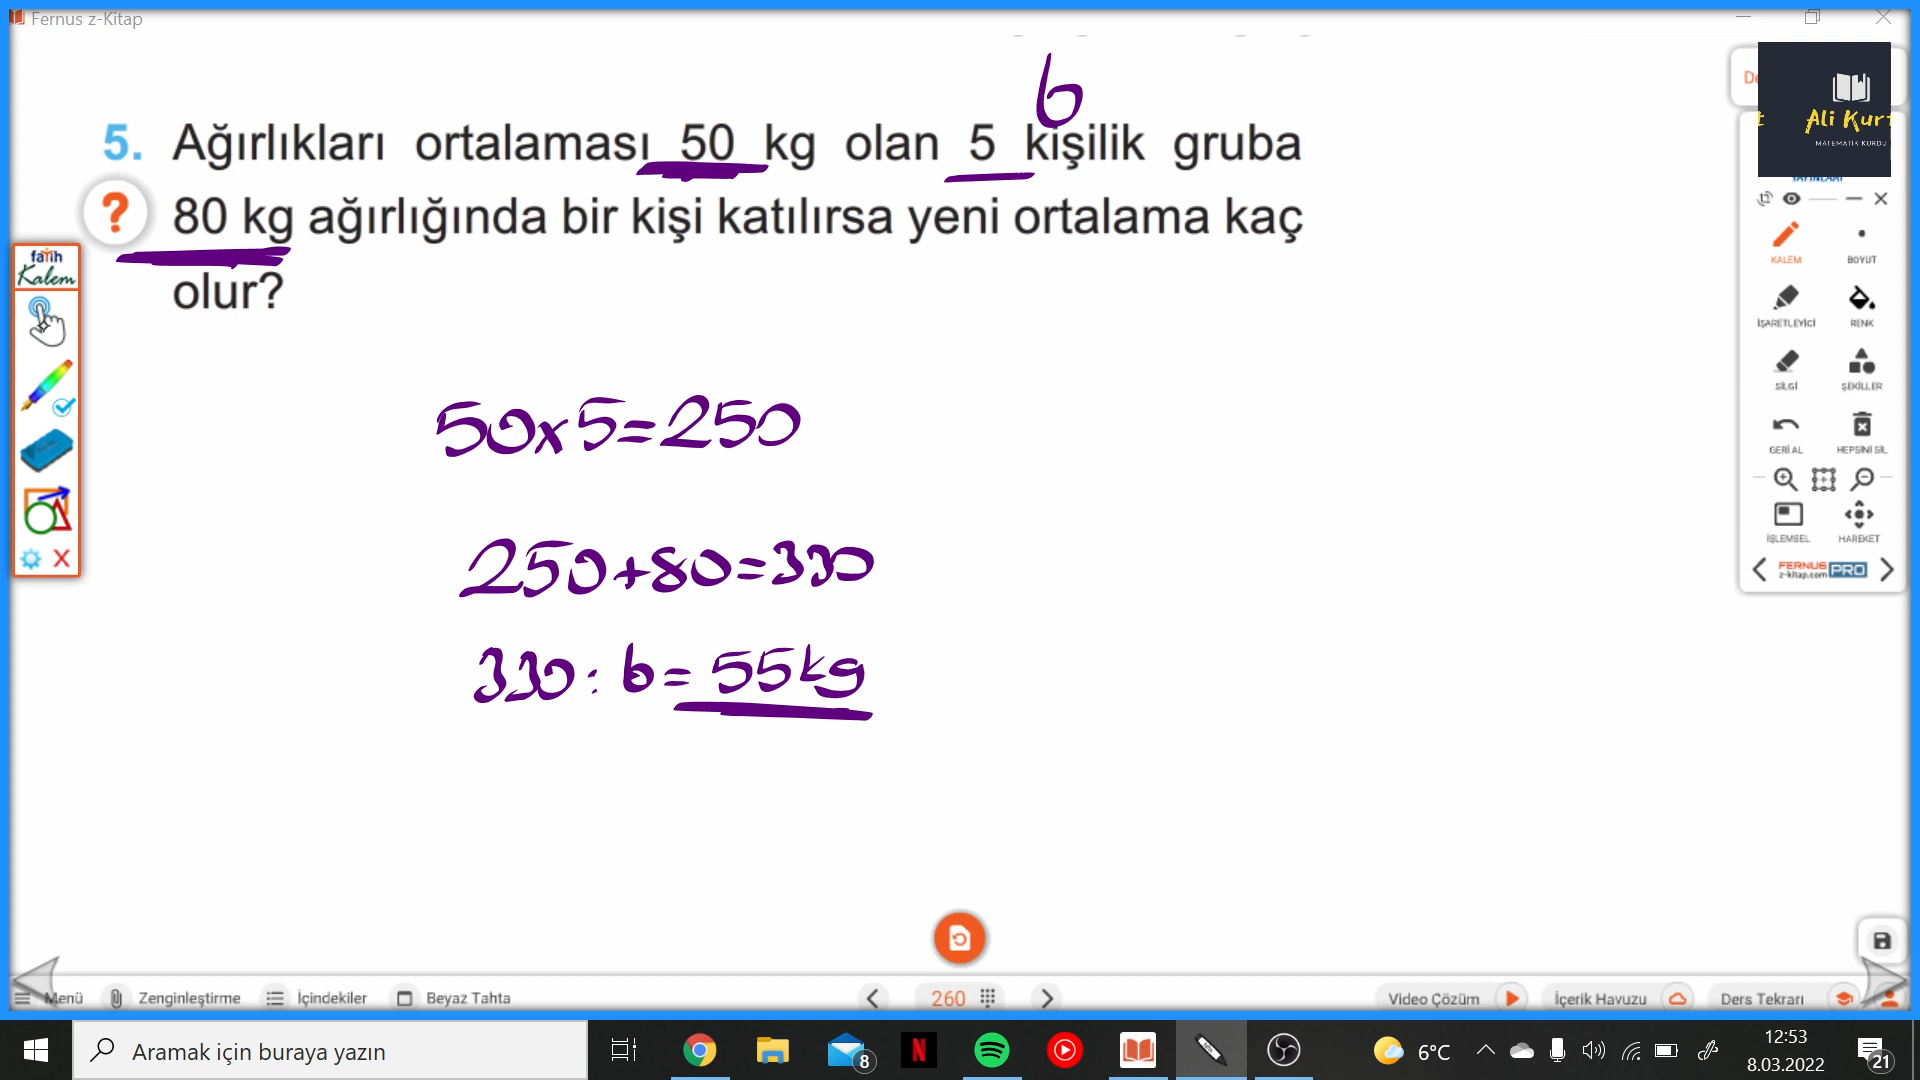 Fernus z-Kitap
6
5. Ağırlıkları ortalaması 50 kg olan 5 kişilik gruba
? 80 kg ağırlığında bir kişi katılırsa yeni ortalama kaç
olur?
50x5=250
250+80=330
330:6=55kg
fatih
Kalem
Ali Kurt
MATEMATİK KURDU
KALEM
BOYUT
İŞARETLEYİCİ
RENK
SİLGİ
ŞEKİLLER
GERİ AL
HEPSİNİ SİL
İŞLEMSEL
HAREKET
FERNUS PRO
z-kitap.com
Menü
Zenginleştirme
İçindekiler
Beyaz Tahta
260
Video Çözüm
İçerik Havuzu
Ders Tekrarı
Aramak için buraya yazın
8
N
6°C
12:53
8.03.2022
21